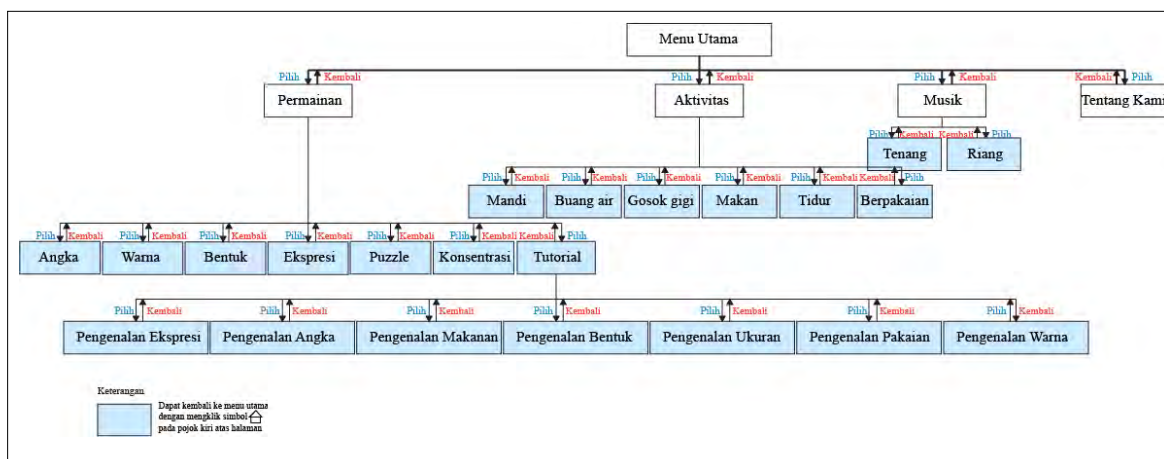 Menu Utama
Pilih Kembali Pilih Kembali Pilih Kembali Kembali Pilih
Permainan Aktivitas Musik Tentang Kami
Pilih Kembali Kembali Pilih
Tenang Riang
Pilih Kembali Pilih Kembali Pilih Kembali Pilih Kembali Pilih Kembali Kembali Pilih
Mandi Buang air Gosok gigi Makan Tidur Berpakaian
Pilih Kembali Pilih Kembali Pilih Kembali Pilih Kembali Pilih Kembali Pilih Kembali Kembali Pilih
Angka Warna Bentuk Ekspresi Puzzle Konsentrasi Tutorial
Pilih Kembali Pilih Kembali Pilih Kembali Pilih Kembali Pilih Kembali Pilih Kembali Pilih Kembali
Pengenalan Ekspresi Pengenalan Angka Pengenalan Makanan Pengenalan Bentuk Pengenalan Ukuran Pengenalan Pakaian Pengenalan Warna
Keterangan
Dapat kembali ke menu utama
dengan mengklik simbol
pada pojok kiri atas halaman